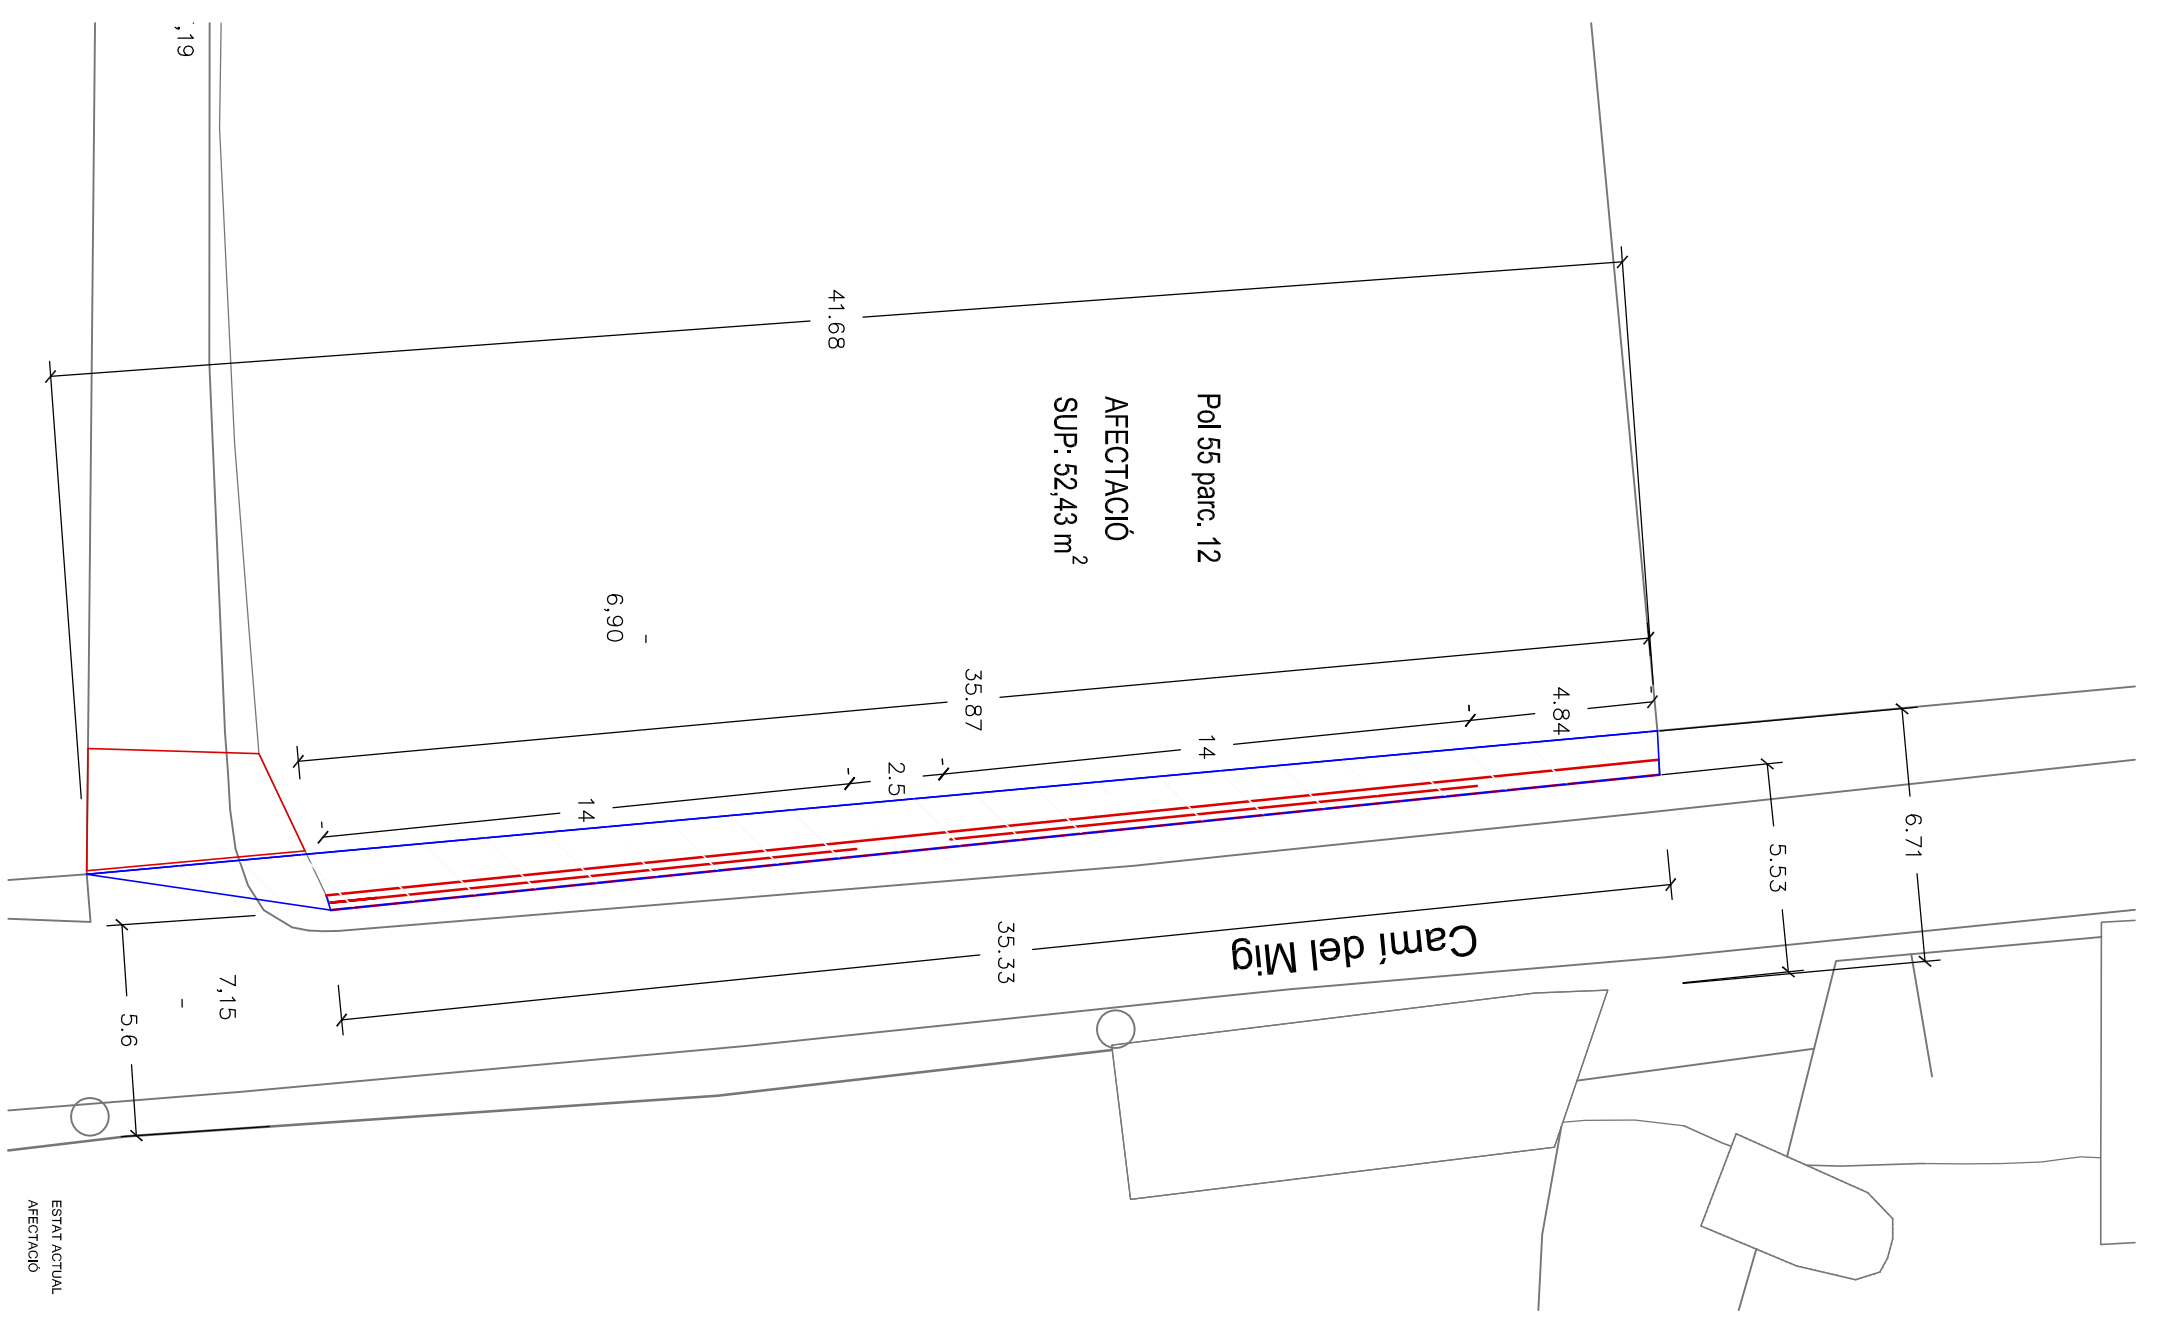 ,19
41.68
Pol 55 parc. 12
AFECTACIÓ
SUP: 52,43 m²
6,90
35.87
4.84
14
2.5
14
6.71
5.53
35.33
Camí del Mig
7,15
5.6
ESTAT ACTUAL
AFECTACIÓ